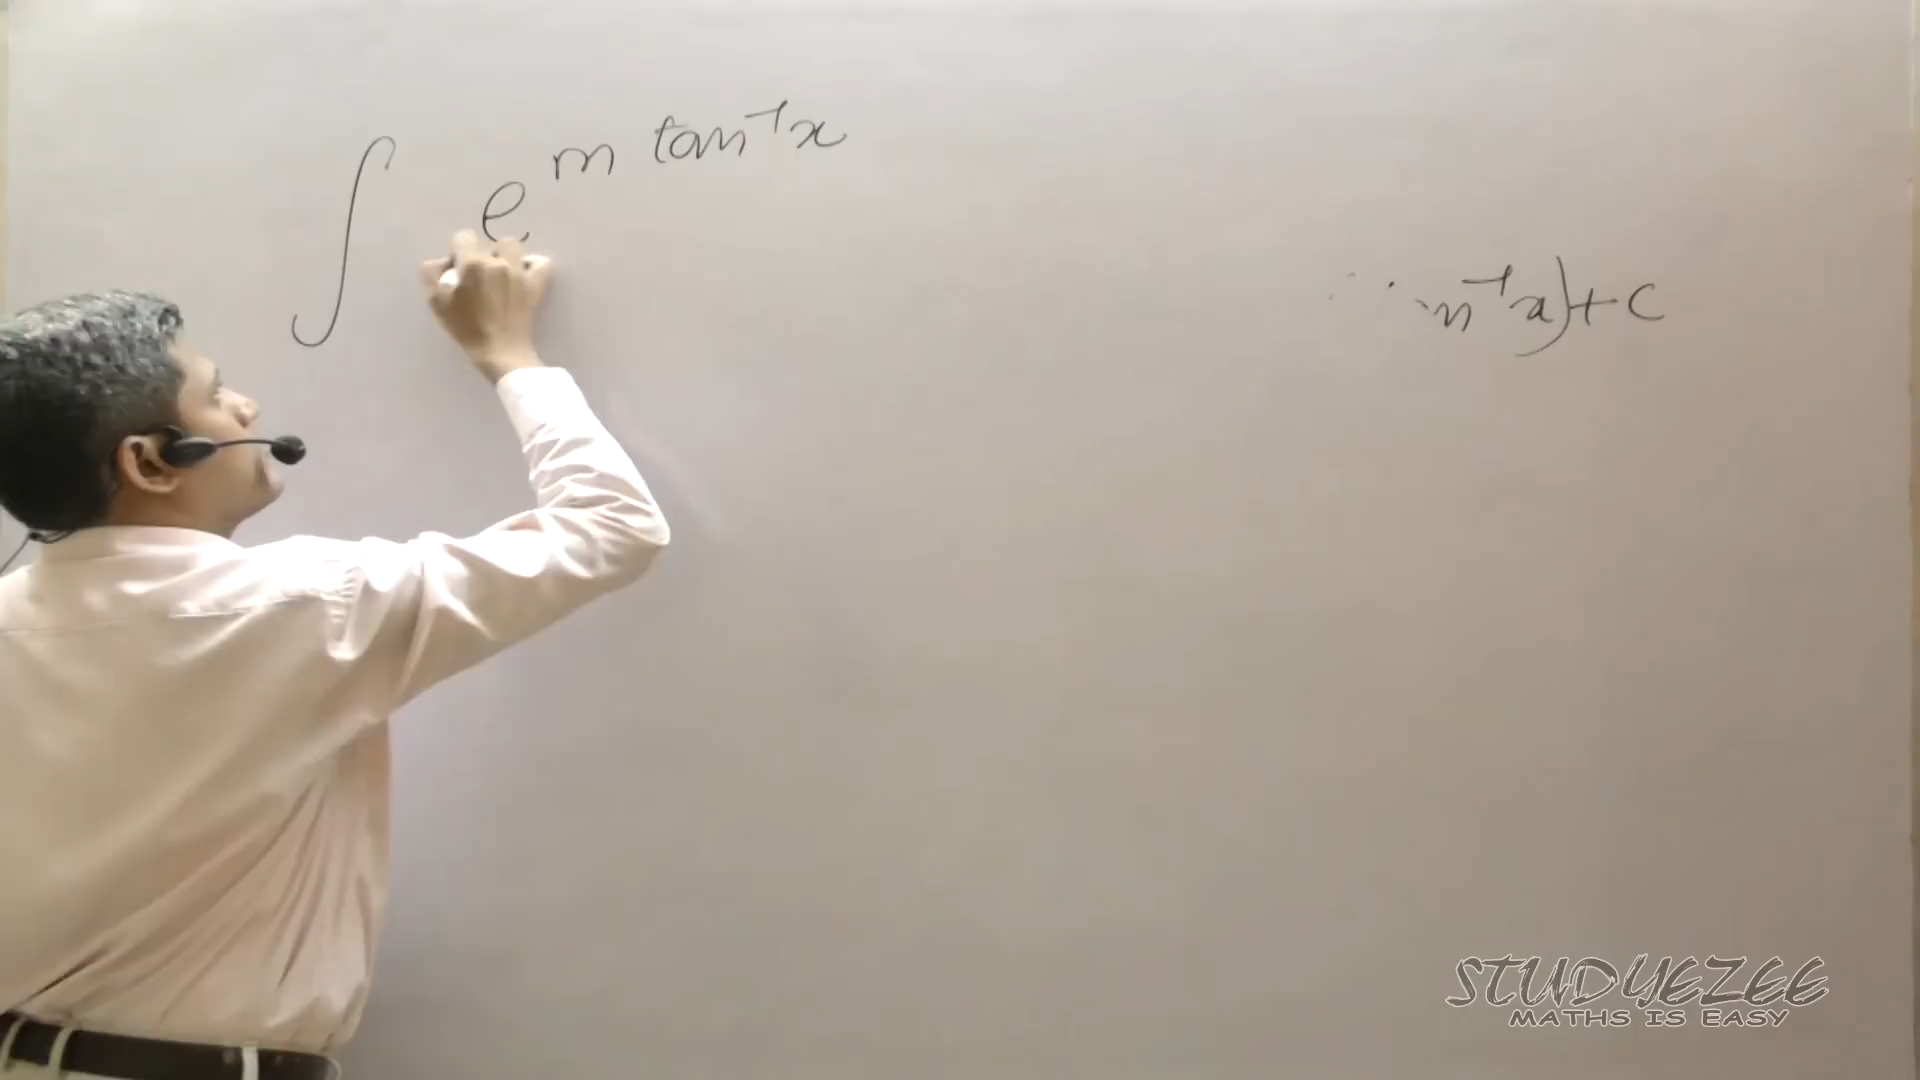 ∫ e^{m tan⁻¹x}
n⁻¹x)+c
STUDYEZEE
MATHS IS EASY